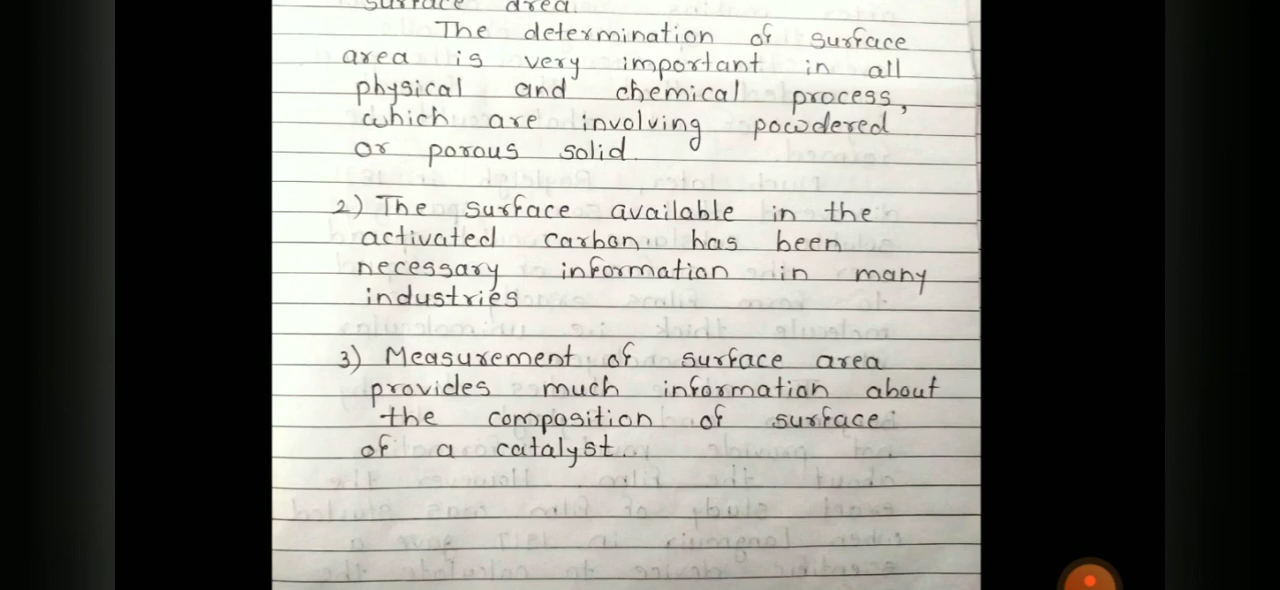 surface area
The determination of surface
area is very important in all
physical and chemical process,
which are involving powdered
or porous solid.
2) The surface available in the
activated carbon has been
necessary information in many
industries
3) Measurement of surface area
provides much information about
the composition of surface
of a catalyst